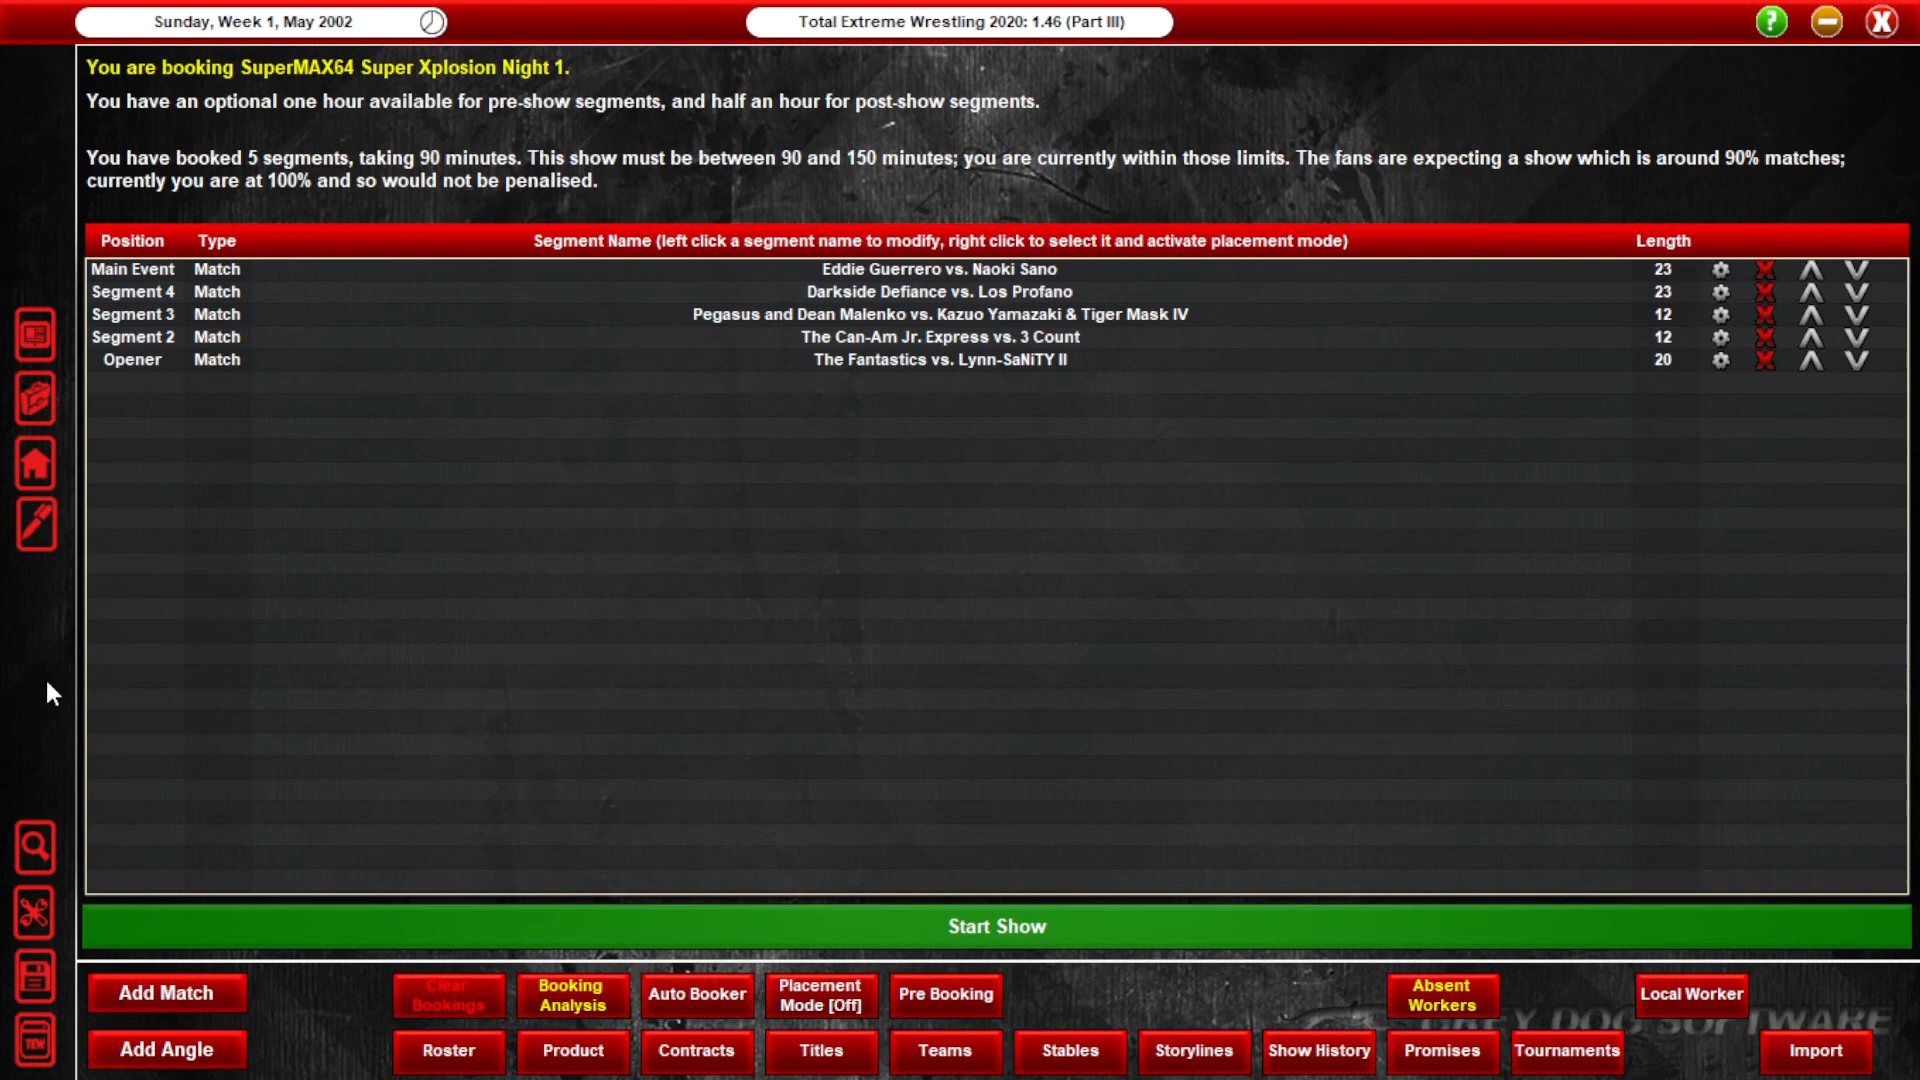 Sunday, Week 1, May 2002
Total Extreme Wrestling 2020: 1.46 (Part III)
You are booking SuperMAX64 Super Xplosion Night 1.
You have an optional one hour available for pre-show segments, and half an hour for post-show segments.
You have booked 5 segments, taking 90 minutes. This show must be between 90 and 150 minutes; you are currently within those limits. The fans are expecting a show which is around 90% matches;
currently you are at 100% and so would not be penalised.
Position Type Segment Name (left click a segment name to modify, right click to select it and activate placement mode) Length
Main Event Match Eddie Guerrero vs. Naoki Sano 23
Segment 4 Match Darkside Defiance vs. Los Profano 23
Segment 3 Match Pegasus and Dean Malenko vs. Kazuo Yamazaki & Tiger Mask IV 12
Segment 2 Match The Can-Am Jr. Express vs. 3 Count 12
Opener Match The Fantastics vs. Lynn-SaNiTY II 20
Start Show
Add Match
Clear
Bookings
Booking
Analysis
Auto Booker
Placement
Mode [Off]
Pre Booking
Absent
Workers
Local Worker
GREY DOG SOFTWARE
Add Angle
Roster
Product
Contracts
Titles
Teams
Stables
Storylines
Show History
Promises
Tournaments
Import
TEW